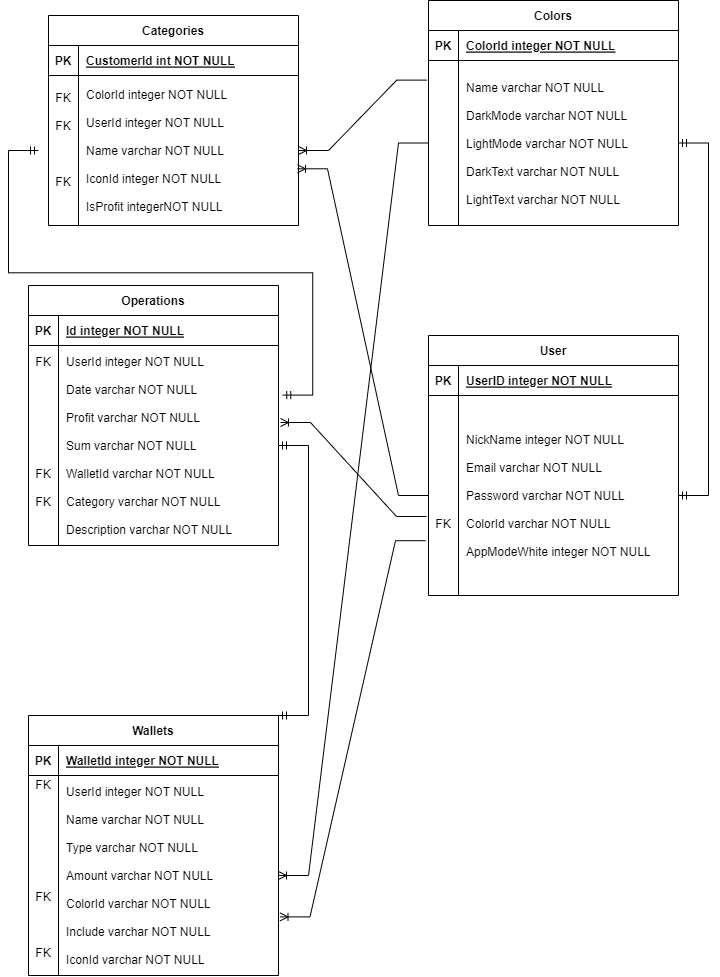 Categories
PK CustomerId int NOT NULL
FK ColorId integer NOT NULL
FK UserId integer NOT NULL
Name varchar NOT NULL
FK IconId integer NOT NULL
IsProfit integerNOT NULL
Colors
PK ColorId integer NOT NULL
Name varchar NOT NULL
DarkMode varchar NOT NULL
LightMode varchar NOT NULL
DarkText varchar NOT NULL
LightText varchar NOT NULL
Operations
PK Id integer NOT NULL
FK UserId integer NOT NULL
Date varchar NOT NULL
Profit varchar NOT NULL
Sum varchar NOT NULL
FK WalletId varchar NOT NULL
FK Category varchar NOT NULL
Description varchar NOT NULL
User
PK UserID integer NOT NULL
NickName integer NOT NULL
Email varchar NOT NULL
Password varchar NOT NULL
FK ColorId varchar NOT NULL
AppModeWhite integer NOT NULL
Wallets
PK WalletId integer NOT NULL
FK UserId integer NOT NULL
Name varchar NOT NULL
Type varchar NOT NULL
Amount varchar NOT NULL
FK ColorId varchar NOT NULL
Include varchar NOT NULL
FK IconId varchar NOT NULL